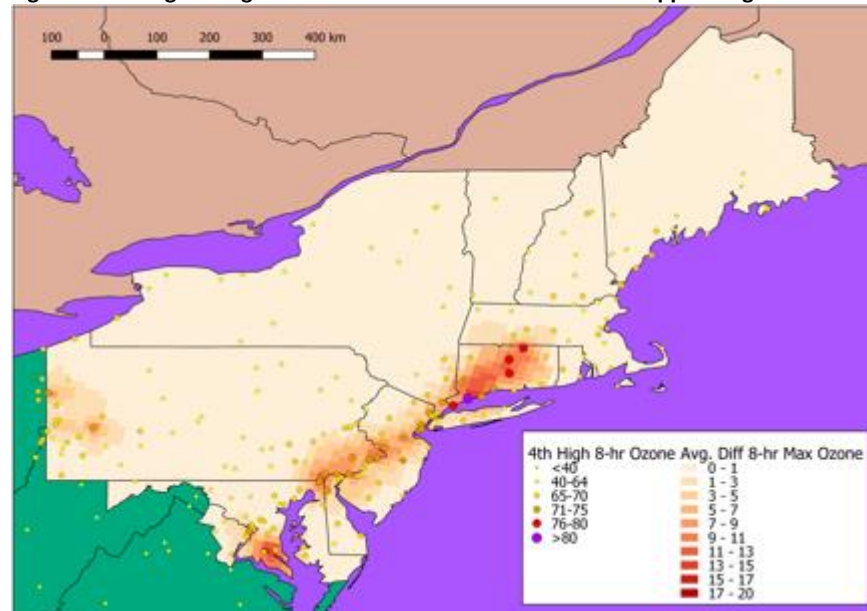 100 0 100 200 300 400 km
4th High 8-hr Ozone Avg. Diff 8-hr Max Ozone
<40 0 - 1
40-64 1 - 3
65-70 3 - 5
71-75 5 - 7
76-80 7 - 9
>80 9 - 11
11 - 13
13 - 15
15 - 17
17 - 20